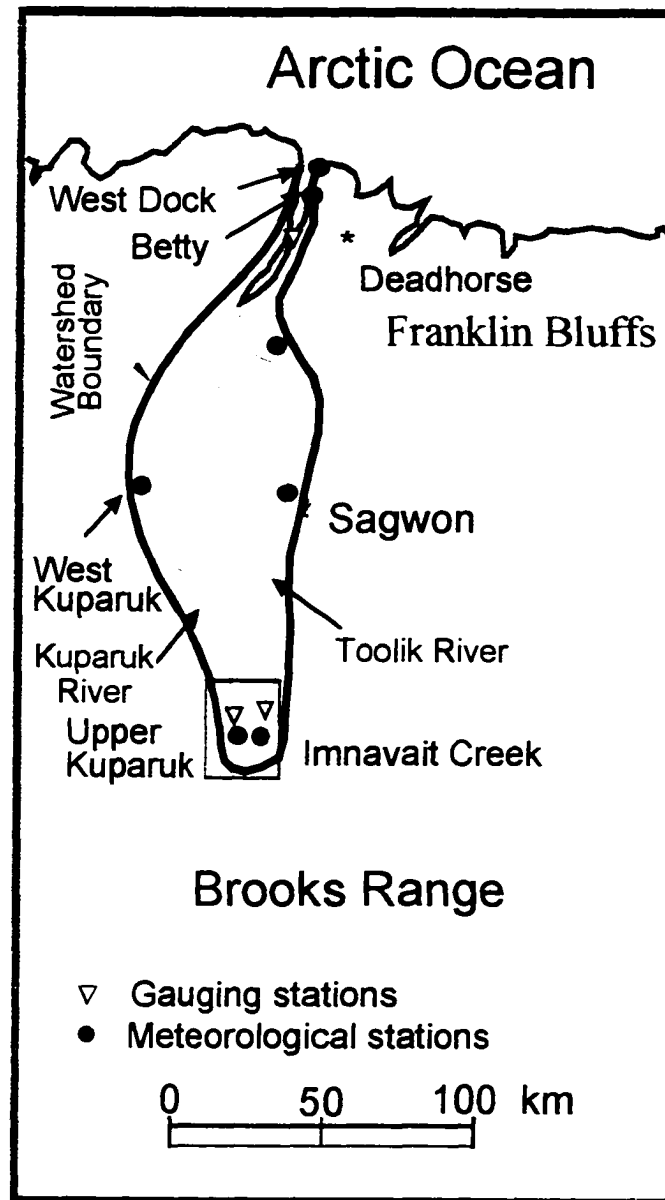 Arctic Ocean
West Dock
Betty
Deadhorse
Franklin Bluffs
Watershed
Boundary
Sagwon
West
Kuparuk
Kuparuk
River
Toolik River
Upper
Kuparuk
Imnavait Creek
Brooks Range
Gauging stations
Meteorological stations
0 50 100 km